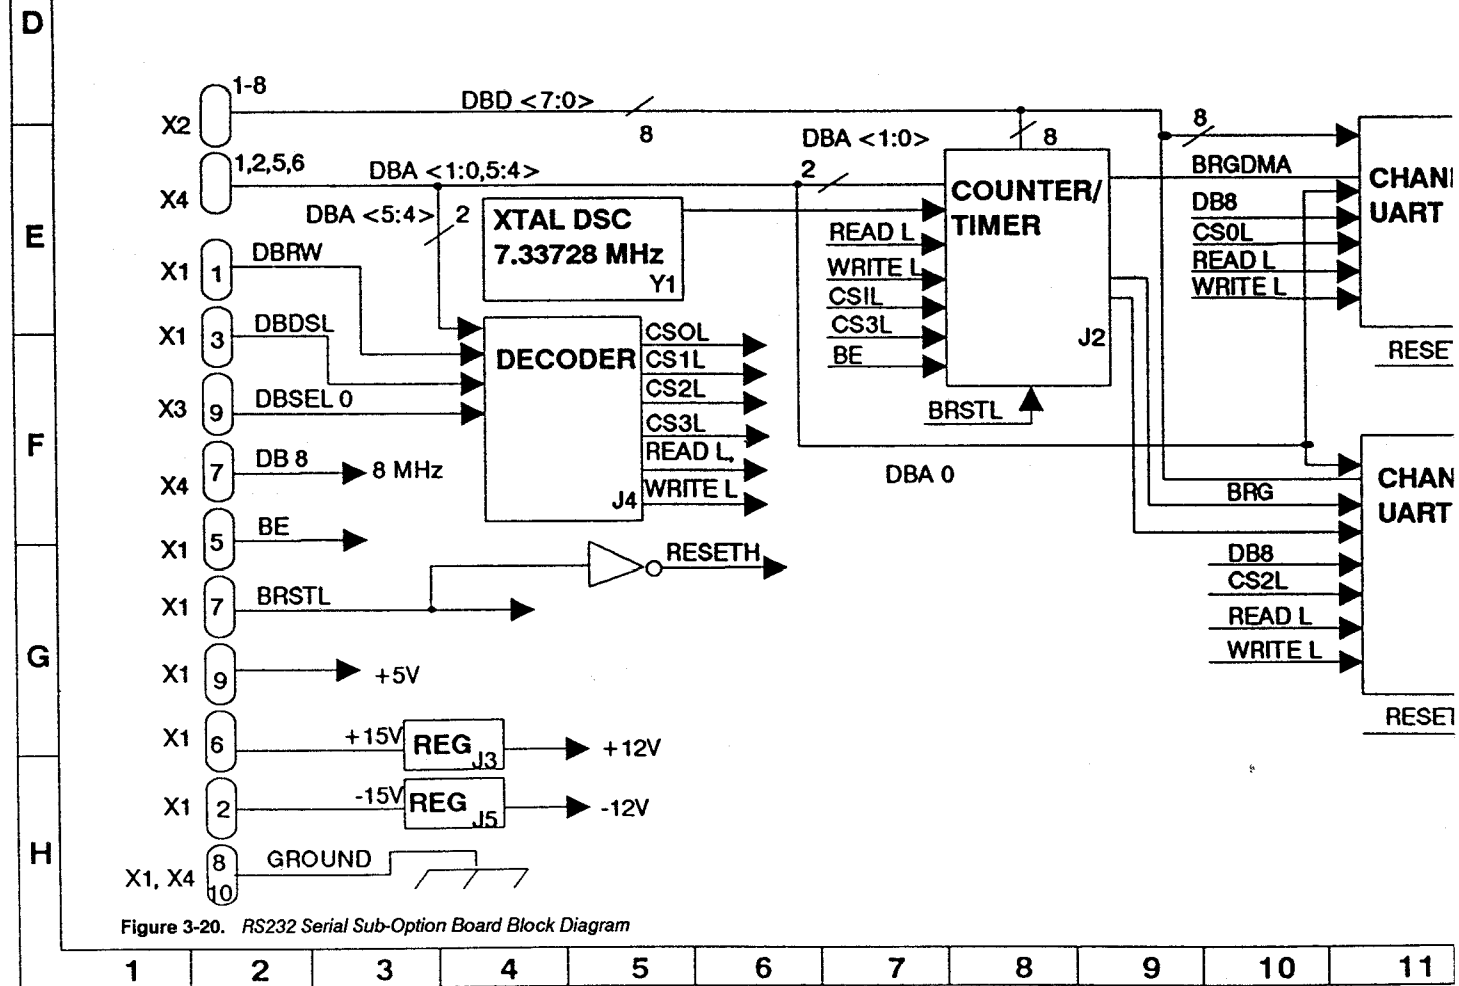 D
1-8
X2
DBD <7:0>
8
8
DBA <1:0>
8
1,2,5,6
X4
DBA <1:0,5:4>
2
DBA <5:4>
2
E
XTAL DSC
7.33728 MHz
Y1
COUNTER/
TIMER
J2
READ L
WRITE L
CSIL
CS3L
BE
BRSTL
BRGDMA
DB8
CS0L
READ L
WRITE L
CHAN
UART
RESE
X1
1
DBRW
X1
3
DBDSL
X3
9
DBSEL 0
F
DECODER
J4
CSOL
CS1L
CS2L
CS3L
READ L,
WRITE L
DBA 0
X4
7
DB 8
8 MHz
X1
5
BE
BRG
DB8
CS2L
READ L
WRITE L
CHAN
UART
RESET
X1
7
BRSTL
RESETH
G
X1
9
+5V
X1
6
+15V
REG
J3
+12V
X1
2
-15V
REG
J5
-12V
H
X1, X4
8
10
GROUND
Figure 3-20. RS232 Serial Sub-Option Board Block Diagram
1 2 3 4 5 6 7 8 9 10 11